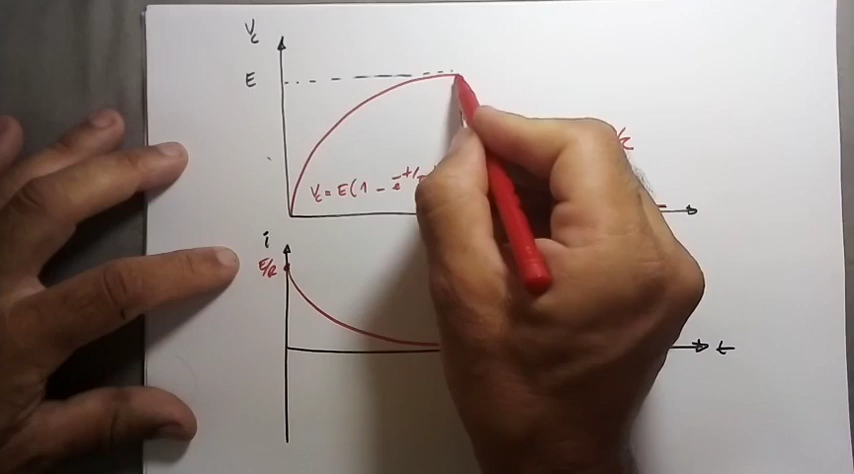 Vc
E
Vc = E(1 - e^-t/
i
E/R
t